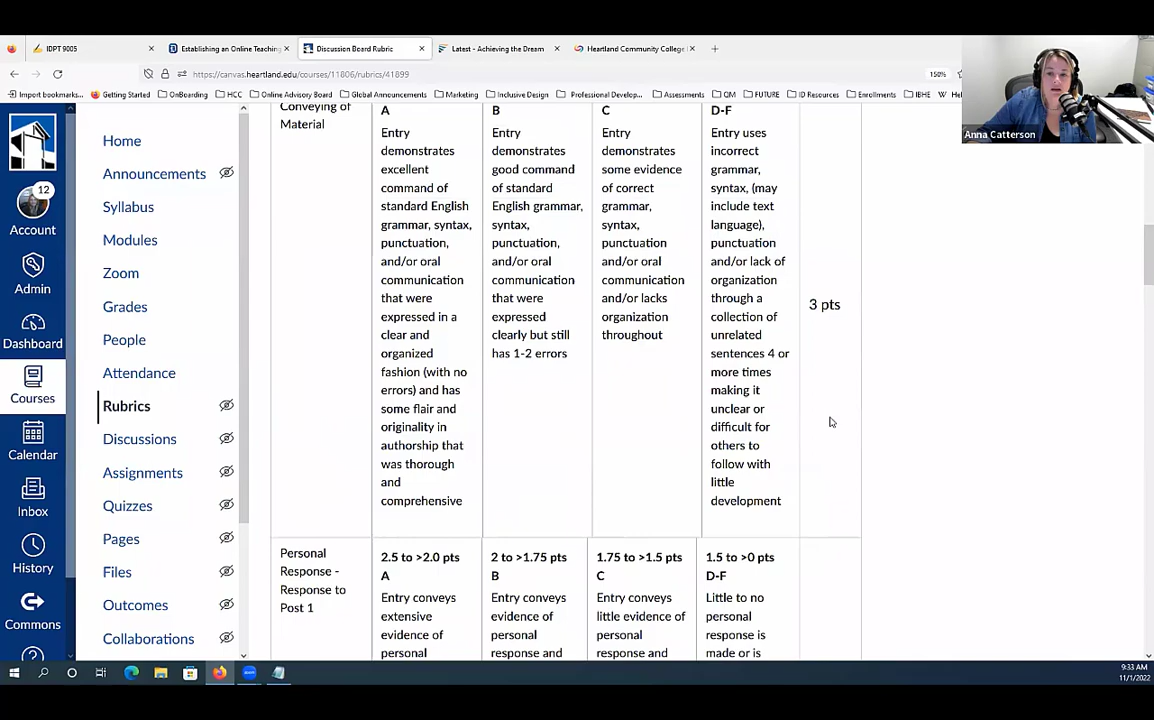 IDPT 9005
Establishing an Online Teaching
Discussion Board Rubric
Latest - Achieving the Dream
Heartland Community College
https://canvas.heartland.edu/courses/11806/rubrics/41899
150%
Import bookmarks...
Getting Started
OnBoarding
HCC
Online Advisory Board
Global Announcements
Marketing
Inclusive Design
Professional Develop...
Assessments
QM
FUTURE
ID Resources
Enrollments
IBHE
Anna Catterson
12
Account
Admin
Dashboard
Courses
Calendar
Inbox
History
Commons
Home
Announcements
Syllabus
Modules
Zoom
Grades
People
Attendance
Rubrics
Discussions
Assignments
Quizzes
Pages
Files
Outcomes
Collaborations
Conveying of
Material
A
Entry
demonstrates
excellent
command of
standard English
grammar, syntax,
punctuation,
and/or oral
communication
that were
expressed in a
clear and
organized
fashion (with no
errors) and has
some flair and
originality in
authorship that
was thorough
and
comprehensive
B
Entry
demonstrates
good command
of standard
English grammar,
syntax,
punctuation,
and/or oral
communication
that were
expressed
clearly but still
has 1-2 errors
C
Entry
demonstrates
some evidence
of correct
grammar,
syntax,
punctuation
and/or oral
communication
and/or lacks
organization
throughout
D-F
Entry uses
incorrect
grammar,
syntax, (may
include text
language),
punctuation
and/or lack of
organization
through a
collection of
unrelated
sentences 4 or
more times
making it
unclear or
difficult for
others to
follow with
little
development
3 pts
Personal
Response -
Response to
Post 1
2.5 to >2.0 pts
A
Entry conveys
extensive
evidence of
personal
2 to >1.75 pts
B
Entry conveys
evidence of
personal
response and
1.75 to >1.5 pts
C
Entry conveys
little evidence of
personal
response and
1.5 to >0 pts
D-F
Little to no
personal
response is
made or is
9:33 AM
11/1/2022